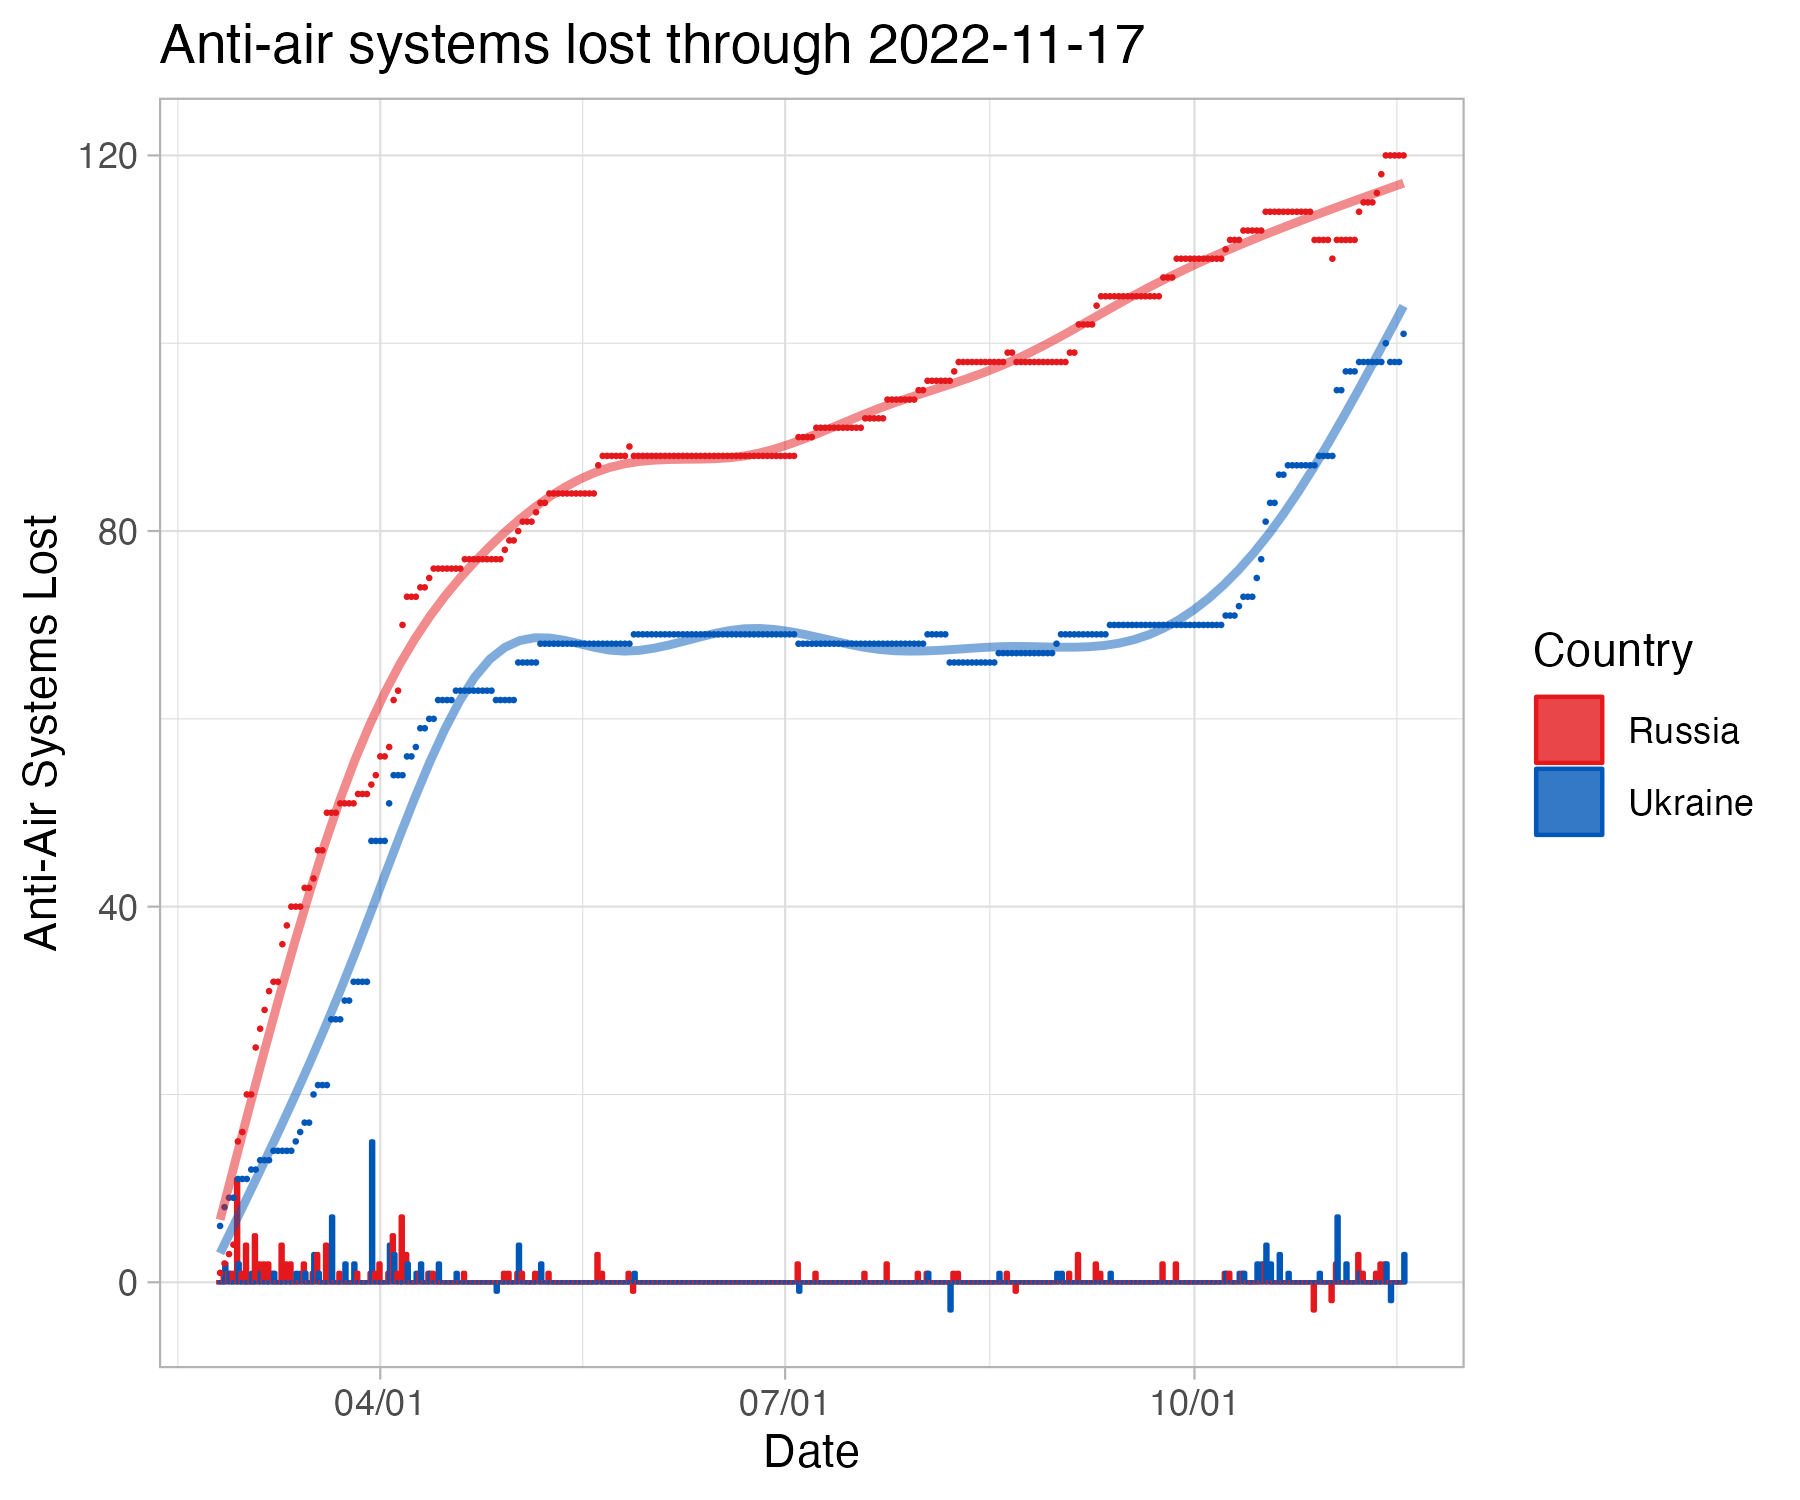 Anti-air systems lost through 2022-11-17
Anti-Air Systems Lost
120
80
40
0
04/01
07/01
10/01
Date
Country
Russia
Ukraine